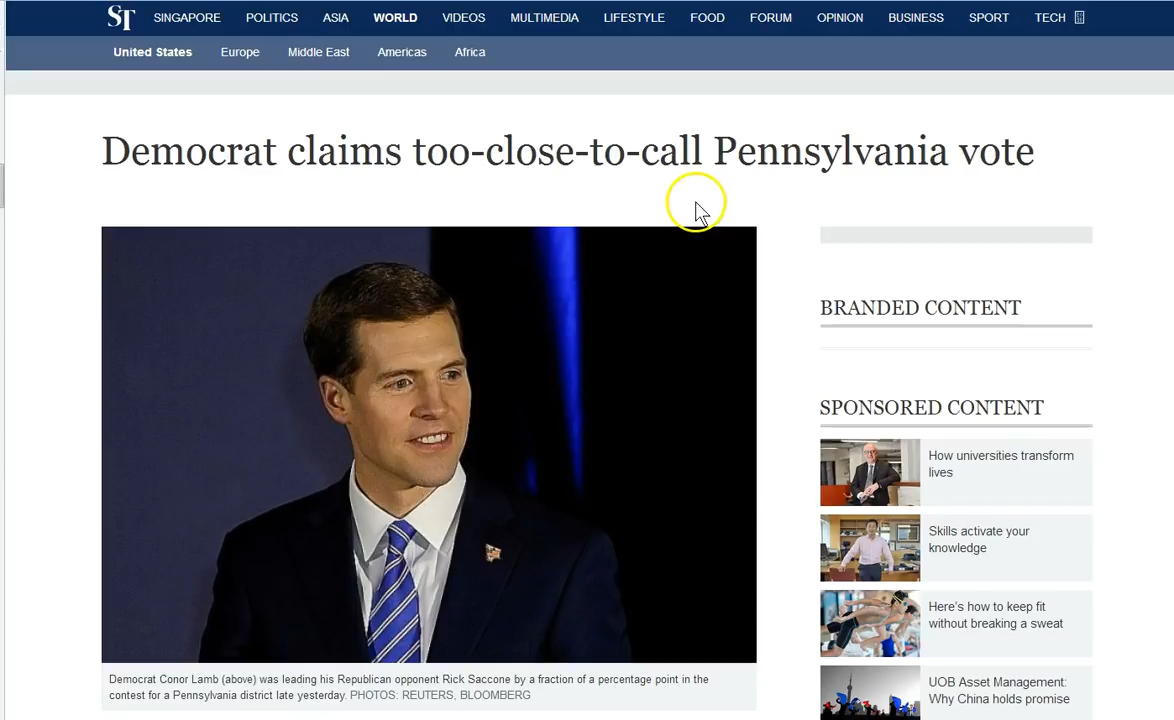 ST SINGAPORE POLITICS ASIA WORLD VIDEOS MULTIMEDIA LIFESTYLE FOOD FORUM OPINION BUSINESS SPORT TECH
United States Europe Middle East Americas Africa
Democrat claims too-close-to-call Pennsylvania vote
Democrat Conor Lamb (above) was leading his Republican opponent Rick Saccone by a fraction of a percentage point in the
contest for a Pennsylvania district late yesterday. PHOTOS: REUTERS, BLOOMBERG
BRANDED CONTENT
SPONSORED CONTENT
How universities transform
lives
Skills activate your
knowledge
Here's how to keep fit
without breaking a sweat
UOB Asset Management:
Why China holds promise